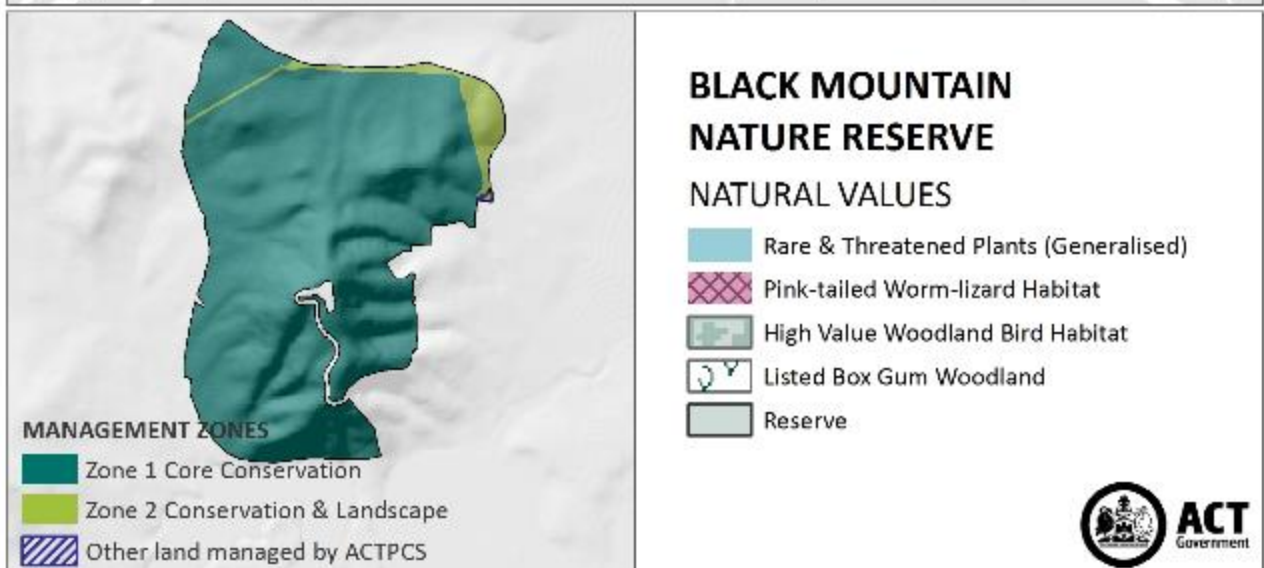 MANAGEMENT ZONES
Zone 1 Core Conservation
Zone 2 Conservation & Landscape
Other land managed by ACTPCS
BLACK MOUNTAIN
NATURE RESERVE
NATURAL VALUES
Rare & Threatened Plants (Generalised)
Pink-tailed Worm-lizard Habitat
High Value Woodland Bird Habitat
Listed Box Gum Woodland
Reserve
ACT
Government